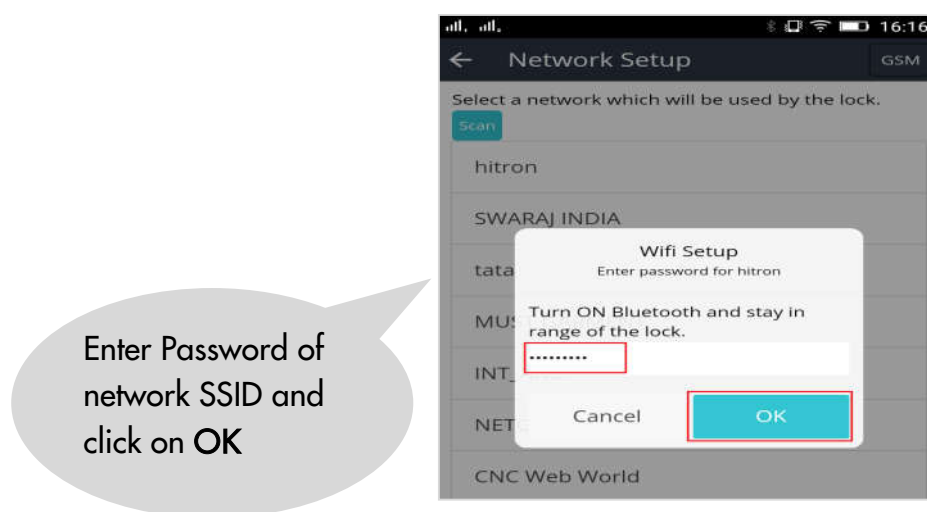 16:16
Network Setup
GSM
Select a network which will be used by the lock.
Scan
hitron
SWARAJ INDIA
Wifi Setup
tata
Enter password for hitron
Turn ON Bluetooth and stay in
MUS
range of the lock.
•••••••••
INT_
Cancel
OK
NET
CNC Web World
Enter Password of
network SSID and
click on OK